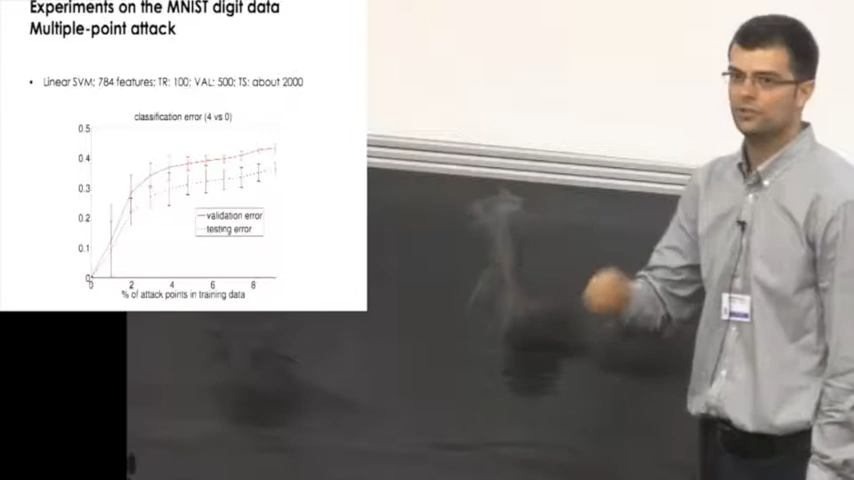 Experiments on the MNIST digit data
Multiple-point attack
• Linear SVM; 784 features; TR: 100; VAL: 500; TS: about 2000
classification error (4 vs 0)
0.5
0.4
0.3
0.2
0.1
0
validation error
testing error
0 2 4 6 8
% of attack points in training data